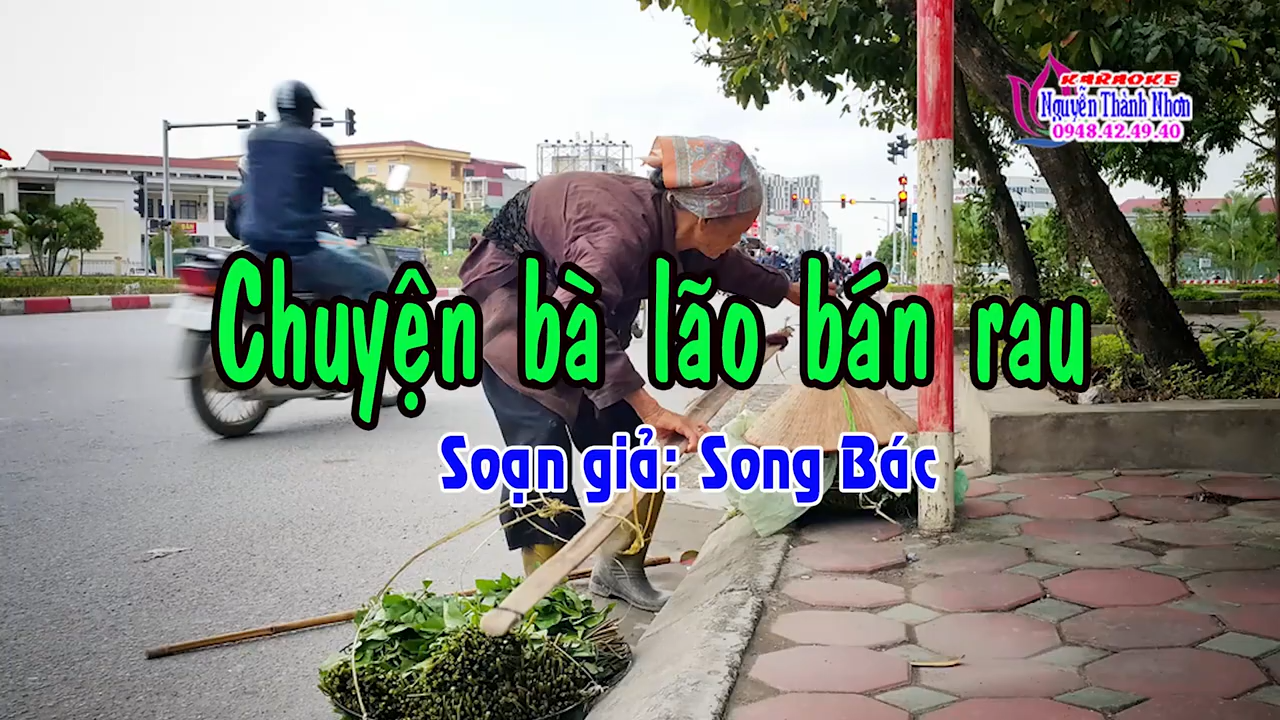 KARAOKE
Nguyễn Thành Nhơn
0948.42.49.40
Chuyện bà lão bán rau
Soạn giả: Song Bác